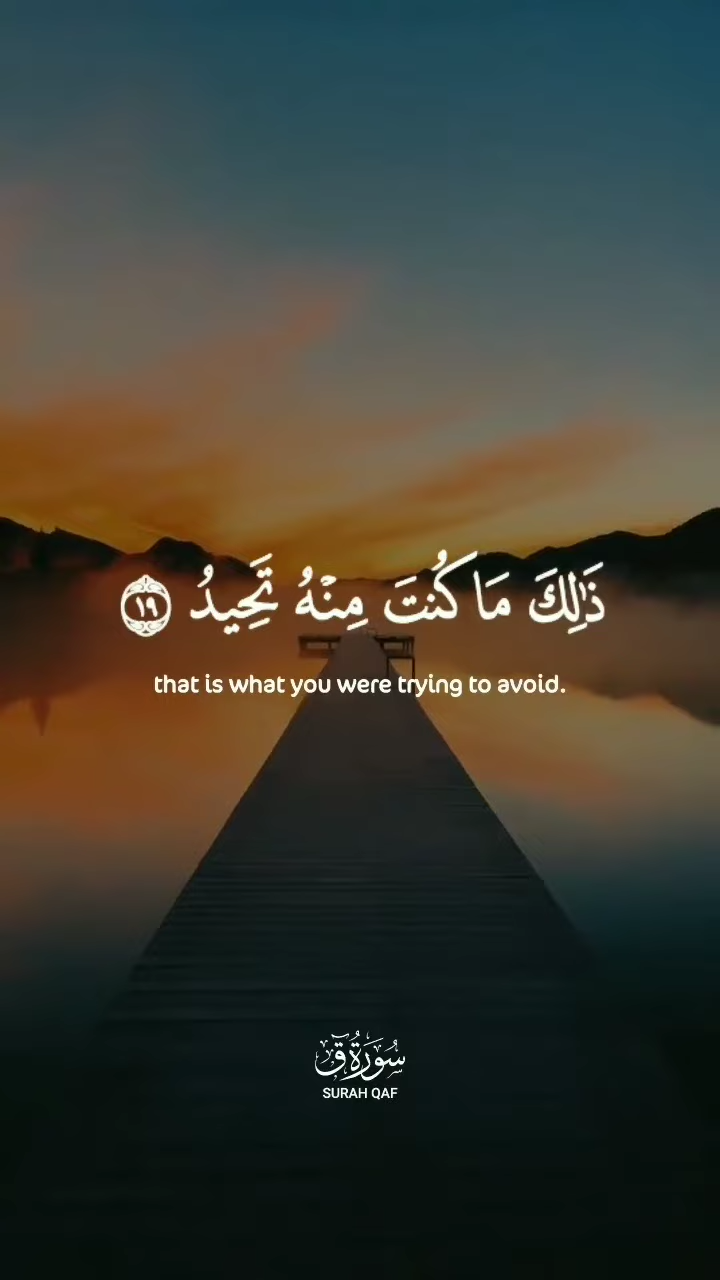 ذَٰلِكَ مَا كُنتَ مِنْهُ تَحِيدُ ١٩
that is what you were trying to avoid.
سُورَةُ قٓ
SURAH QAF